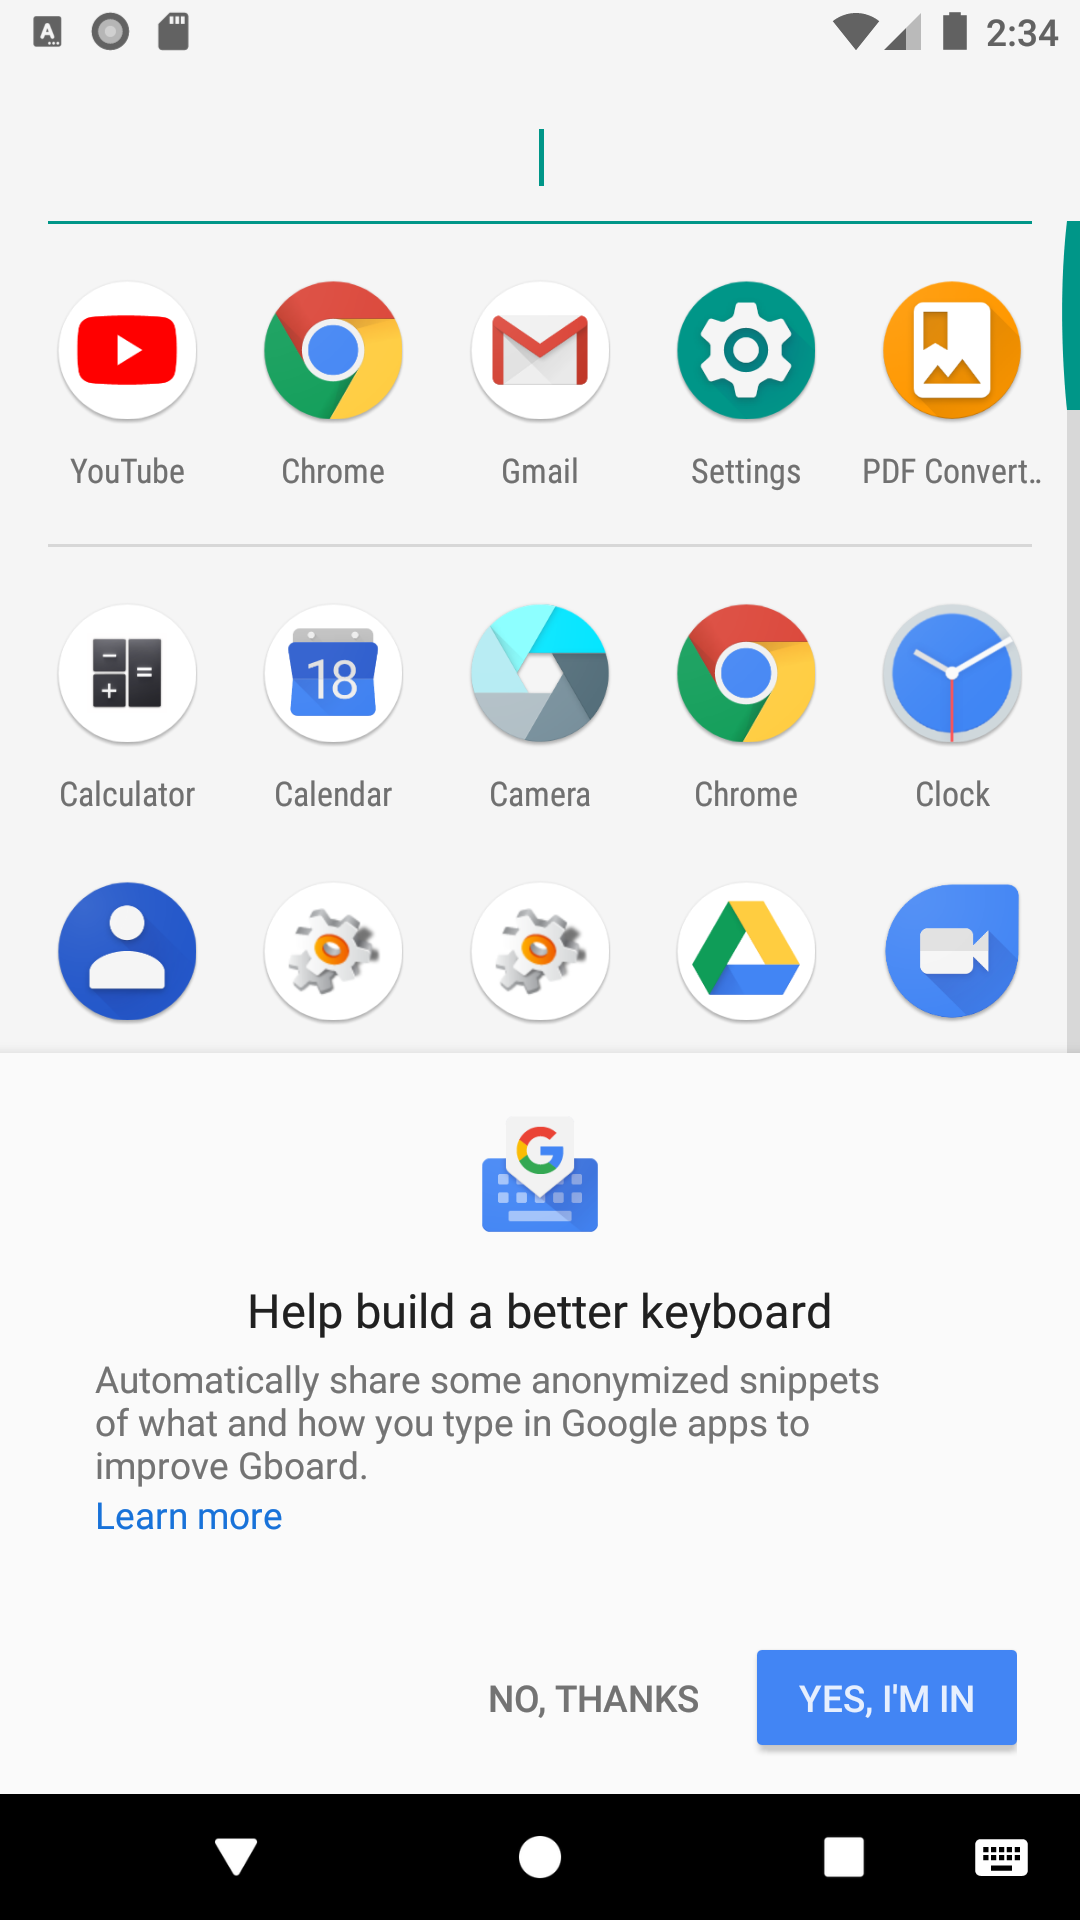 2:34
YouTube
Chrome
Gmail
Settings
PDF Convert..
18
Calculator
Calendar
Camera
Chrome
Clock
Help build a better keyboard
Automatically share some anonymized snippets
of what and how you type in Google apps to
improve Gboard.
Learn more
NO, THANKS
YES, I'M IN